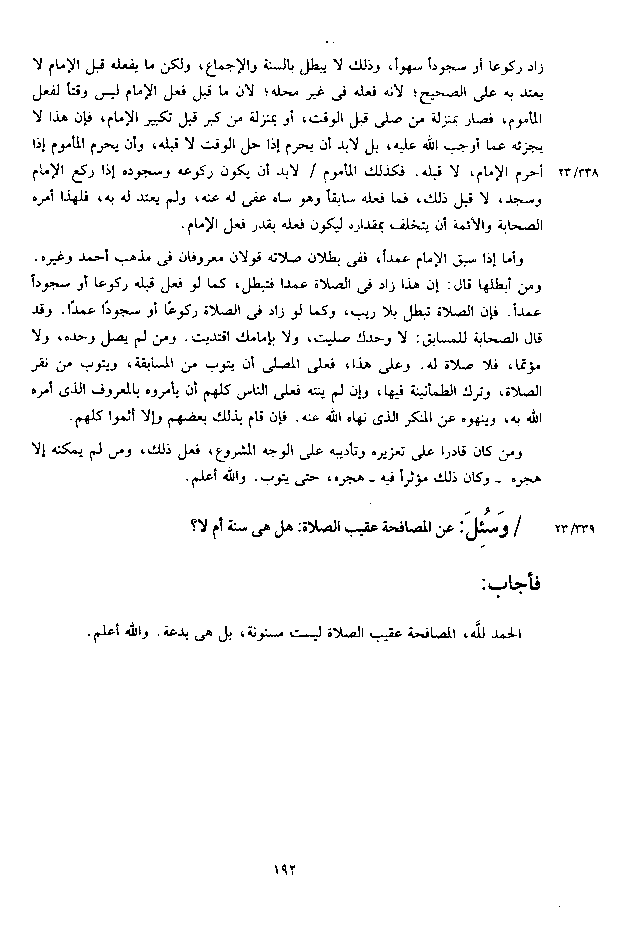 زاد ركوعا أو سجوداً سهواً، وذلك لا يبطل بالسنة والإجماع، ولكن ما يفعله قبل الإمام لا
يعتد به على الصحيح؛ لأنه فعله فى غير محله؛ لأن ما قبل فعل الإمام ليس وقتاً لفعل
المأموم، فصار بمنزلة من صلى قبل الوقت، أو بمنزلة من كبر قبل تكبير الإمام، فإن هذا لا
يجزئه عما أوجب الله عليه، بل لابد أن يحرم إذا حل الوقت لا قبله، وأن يحرم المأموم إذا
٢٣/٣٣٨ أحرم الإمام، لا قبله. فكذلك المأموم / لابد أن يكون ركوعه وسجوده إذا ركع الإمام
وسجد، لا قبل ذلك، فما فعله سابقاً وهو ساه عفى له عنه، ولم يعتد له به، فلهذا أمره
الصحابة والأئمة أن يتخلف بمقداره ليكون فعله بقدر فعل الإمام.
وأما إذا سبق الإمام عمداً، ففى بطلان صلاته قولان معروفان فى مذهب أحمد وغيره.
ومن أبطلها قال: إن هذا زاد فى الصلاة عمدا فتبطل، كما لو فعل قبله ركوعا أو سجوداً
عمداً. فإن الصلاة تبطل بلا ريب، وكما لو زاد فى الصلاة ركوعًا أو سجودًا عمدًا. وقد
قال الصحابة للمسابق: لا وحدك صليت، ولا بإمامك اقتديت. ومن لم يصل وحده، ولا
مؤتما، فلا صلاة له. وعلى هذا، فعلى المصلى أن يتوب من المسابقة، ويتوب من نقر
الصلاة، وترك الطمأنينة فيها، وإن لم ينته فعلى الناس كلهم أن يأمروه بالمعروف الذى أمره
الله به، وينهوه عن المنكر الذى نهاه الله عنه. فإن قام بذلك بعضهم وإلا أثموا كلهم.
ومن كان قادرا على تعزيره وتأديبه على الوجه المشروع، فعل ذلك، ومن لم يمكنه إلا
هجره ـ وكان ذلك مؤثراً فيه ـ هجره، حتى يتوب. والله أعلم.
٢٣/٣٣٩ / وَسُئِلَ: عن المصافحة عقيب الصلاة: هل هى سنة أم لا؟
فأجاب:
الحمد للَّه، المصافحة عقيب الصلاة ليست مسنونة، بل هى بدعة. والله أعلم.
١٩٢